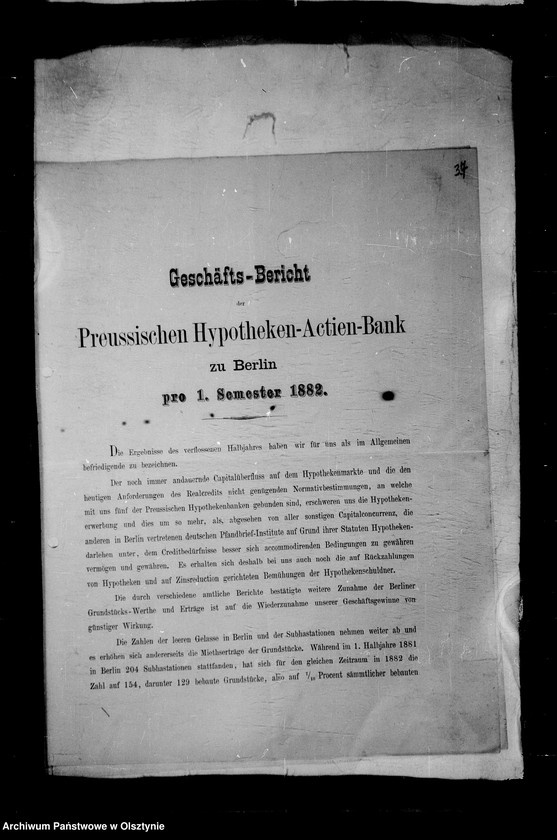 34
Geschäfts-Bericht
der
Preussischen Hypotheken-Actien-Bank
zu Berlin
pro 1. Semester 1882.
Die Ergebnisse des verflossenen Halbjahres haben wir für uns als im Allgemeinen
befriedigende zu bezeichnen.
Der noch immer andauernde Capitalüberfluss auf dem Hypothekenmarkte und die den
heutigen Anforderungen des Realcredits nicht genügenden Normativbestimmungen, an welche
mit uns fünf der Preussischen Hypothekenbanken gebunden sind, erschweren uns die Hypotheken-
erwerbung und dies um so mehr, als, abgesehen von aller sonstigen Capitalconcurrenz, die
anderen in Berlin vertretenen deutschen Pfandbrief-Institute auf Grund ihrer Statuten Hypotheken-
darlehen unter, dem Creditbedürfnisse besser sich accommodirenden Bedingungen zu gewähren
vermögen und gewähren. Es erhalten sich deshalb bei uns auch noch die auf Rückzahlungen
von Hypotheken und auf Zinsreduction gerichteten Bemühungen der Hypothekenschuldner.
Die durch verschiedene amtliche Berichte bestätigte weitere Zunahme der Berliner
Grundstücks-Werthe und Erträge ist auf die Wiederzunahme unserer Geschäftsgewinne von
günstiger Wirkung.
Die Zahlen der leeren Gelasse in Berlin und der Subhastationen nehmen weiter ab und
es erhöhen sich andererseits die Miethserträge der Grundstücke. Während im 1. Halbjahre 1881
in Berlin 204 Subhastationen stattfanden, hat sich für den gleichen Zeitraum in 1882 die
Zahl auf 154, darunter 129 bebaute Grundstücke, also auf Procent sämmtlicher bebauten
Archiwum Państwowe w Olsztynie